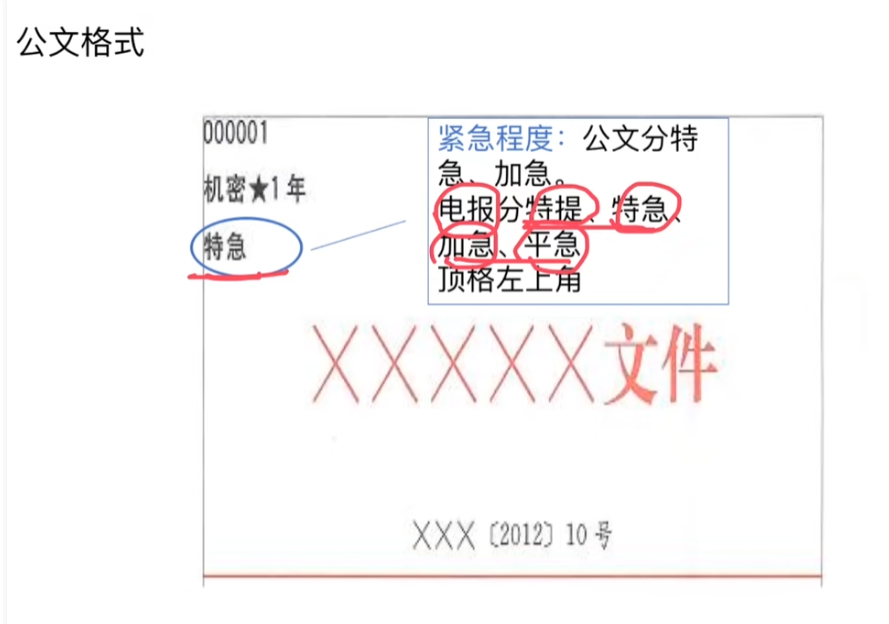 公文格式
000001
机密★1年
特急
紧急程度：公文分特
急、加急。
电报分特提、特急、
加急、平急
顶格左上角
XXXXX文件
XXX〔2012〕10号